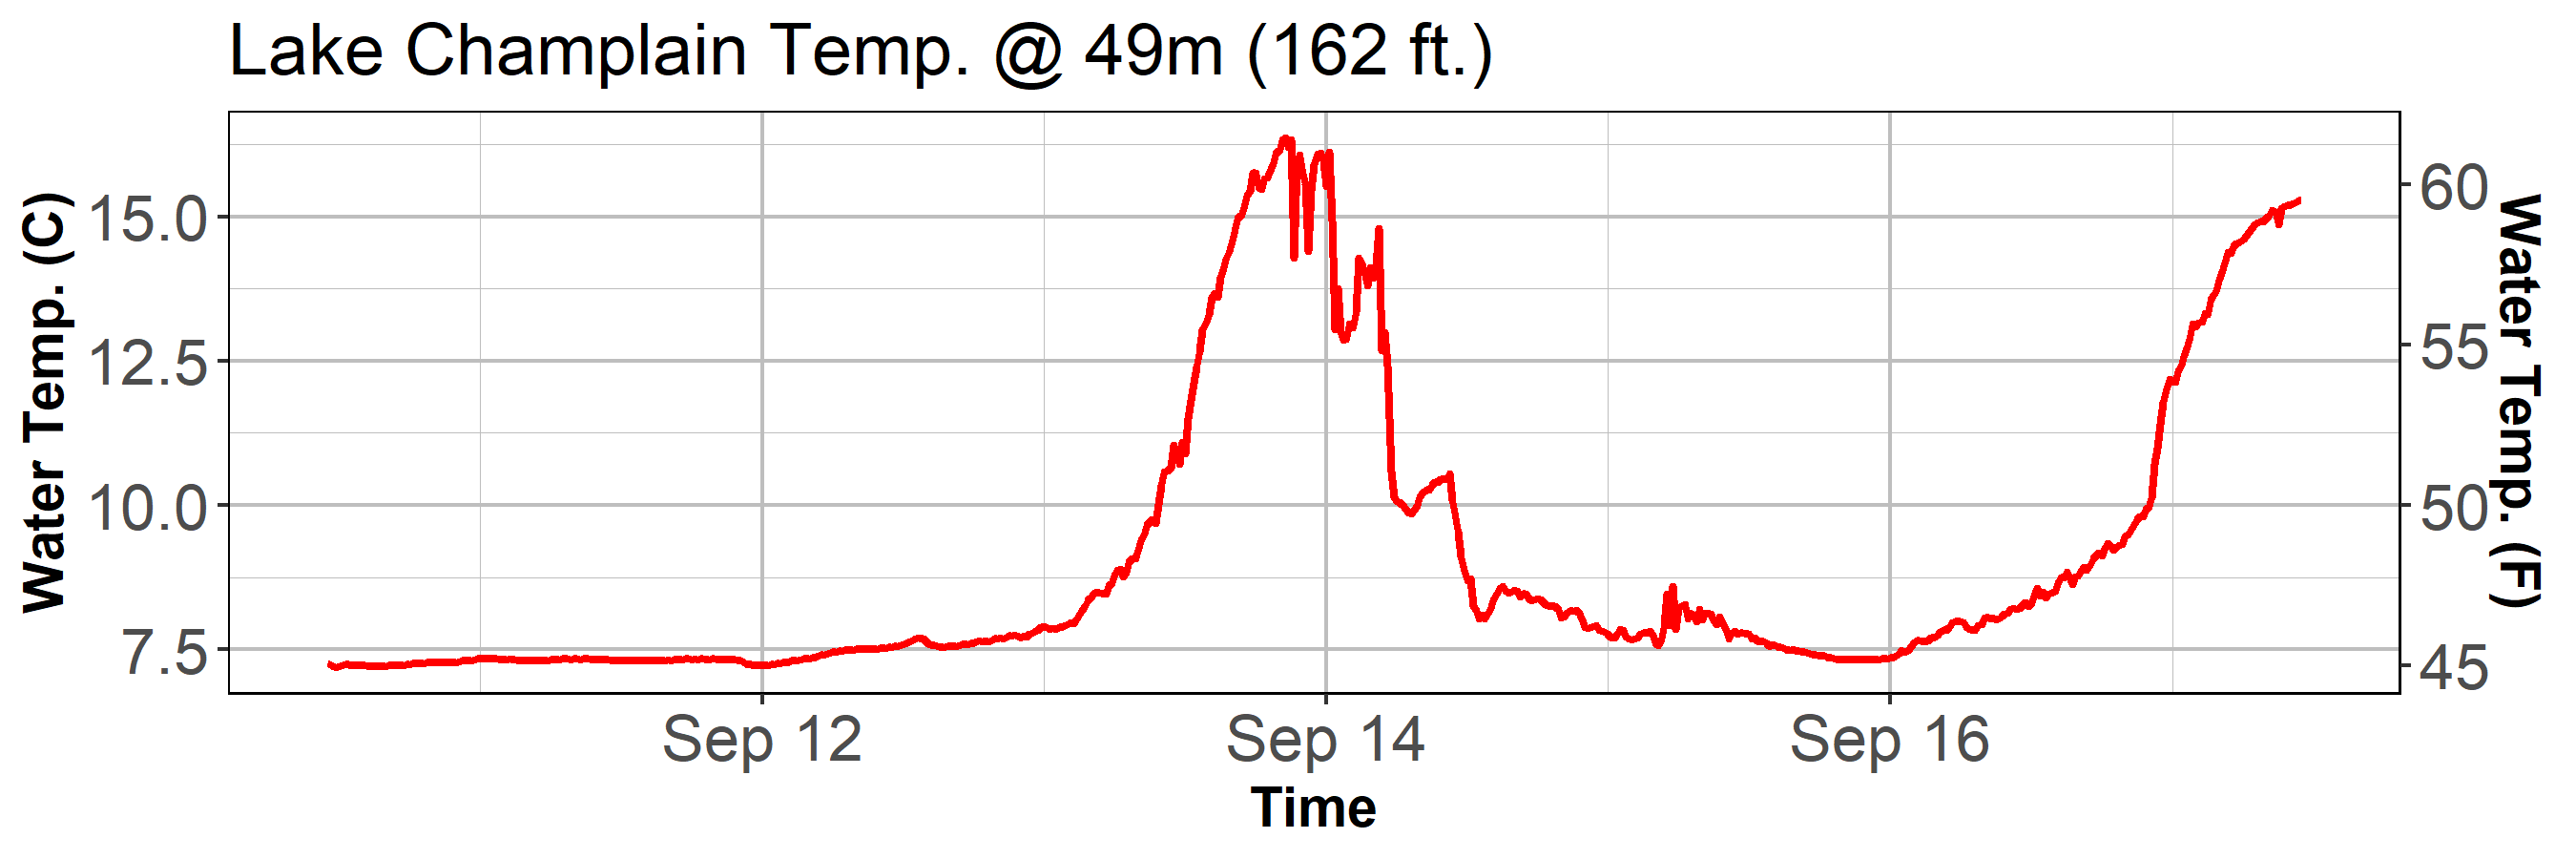 Lake Champlain Temp. @ 49m (162 ft.)
Water Temp. (C)
15.0
12.5
10.0
7.5
60
55
50
45
Water Temp. (F)
Sep 12
Sep 14
Sep 16
Time